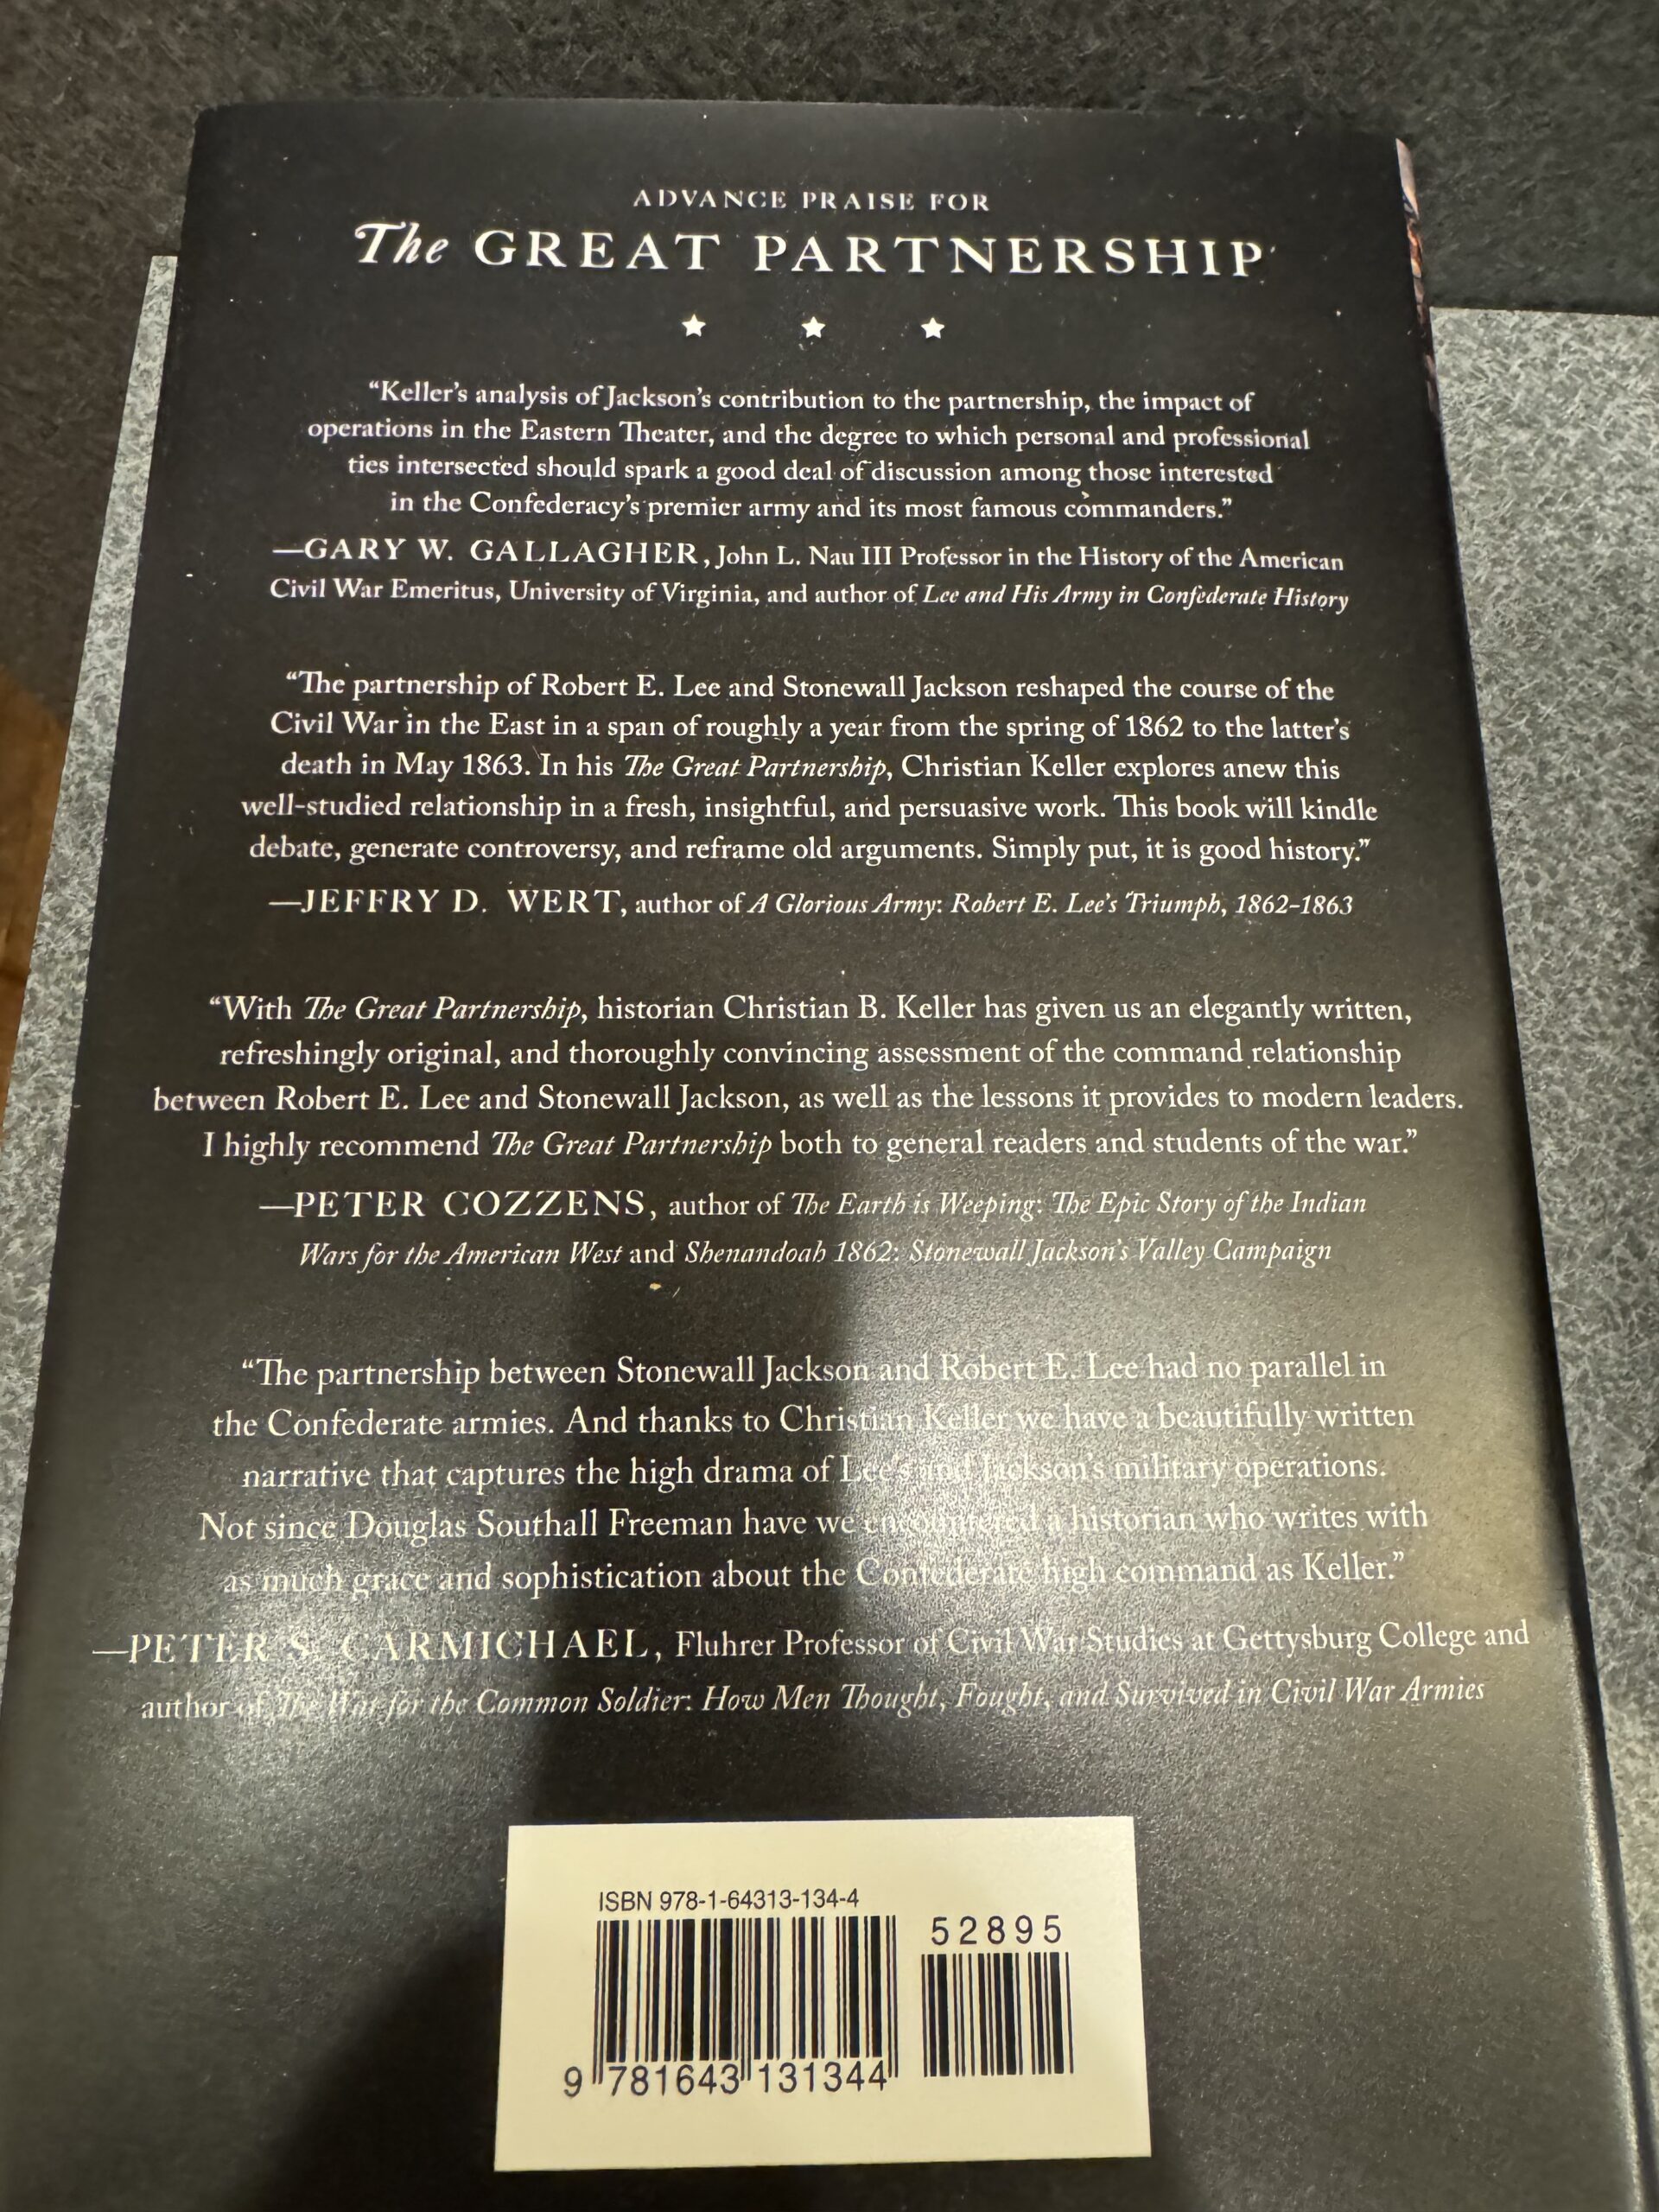 ADVANCE PRAISE FOR
The GREAT PARTNERSHIP
“Keller’s analysis of Jackson’s contribution to the partnership, the impact of
operations in the Eastern Theater, and the degree to which personal and professional
ties intersected should spark a good deal of discussion among those interested
in the Confederacy’s premier army and its most famous commanders.”
—GARY W. GALLAGHER, John L. Nau III Professor in the History of the American
Civil War Emeritus, University of Virginia, and author of Lee and His Army in Confederate History
“The partnership of Robert E. Lee and Stonewall Jackson reshaped the course of the
Civil War in the East in a span of roughly a year from the spring of 1862 to the latter’s
death in May 1863. In his The Great Partnership, Christian Keller explores anew this
well-studied relationship in a fresh, insightful, and persuasive work. This book will kindle
debate, generate controversy, and reframe old arguments. Simply put, it is good history.”
—JEFFRY D. WERT, author of A Glorious Army: Robert E. Lee’s Triumph, 1862–1863
“With The Great Partnership, historian Christian B. Keller has given us an elegantly written,
refreshingly original, and thoroughly convincing assessment of the command relationship
between Robert E. Lee and Stonewall Jackson, as well as the lessons it provides to modern leaders.
I highly recommend The Great Partnership both to general readers and students of the war.”
—PETER COZZENS, author of The Earth is Weeping: The Epic Story of the Indian
Wars for the American West and Shenandoah 1862: Stonewall Jackson’s Valley Campaign
“The partnership between Stonewall Jackson and Robert E. Lee had no parallel in
the Confederate armies. And thanks to Christian Keller we have a beautifully written
narrative that captures the high drama of Lee’s and Jackson’s military operations.
Not since Douglas Southall Freeman have we encountered a historian who writes with
as much grace and sophistication about the Confederate high command as Keller.”
—PETER S. CARMICHAEL, Fluhrer Professor of Civil War Studies at Gettysburg College and
author of The War for the Common Soldier: How Men Thought, Fought, and Survived in Civil War Armies
ISBN 978-1-64313-134-4
52895
9 781643 131344